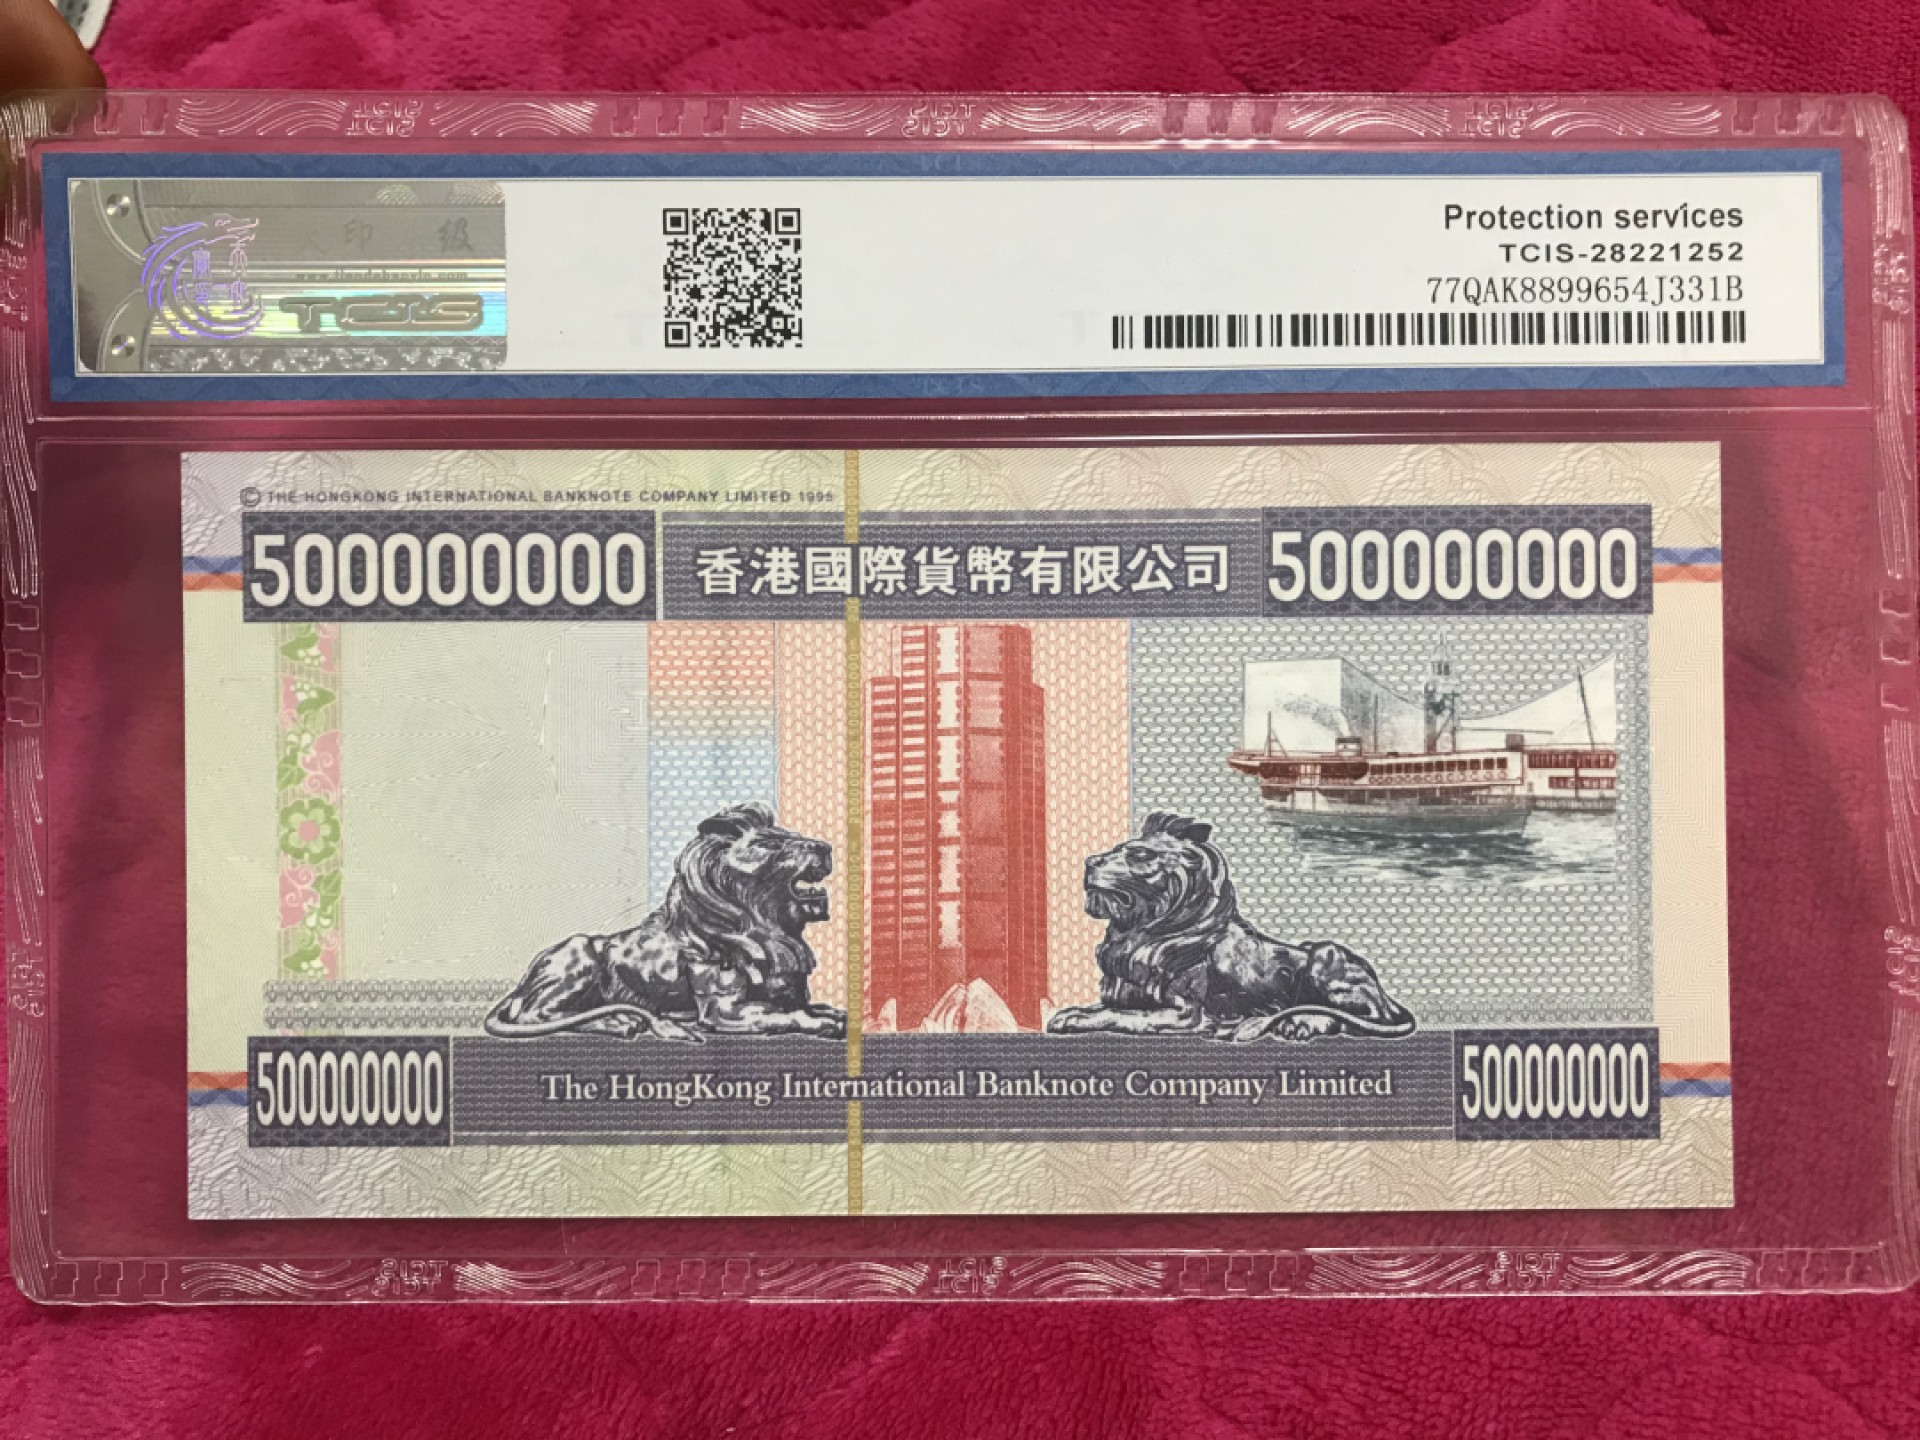 TCIS
Protection services
TCIS-28221252
77QAK8899654J331B
© THE HONGKONG INTERNATIONAL BANKNOTE COMPANY LIMITED 1995
500000000
香港國際貨幣有限公司
500000000
500000000
The HongKong International Banknote Company Limited
500000000